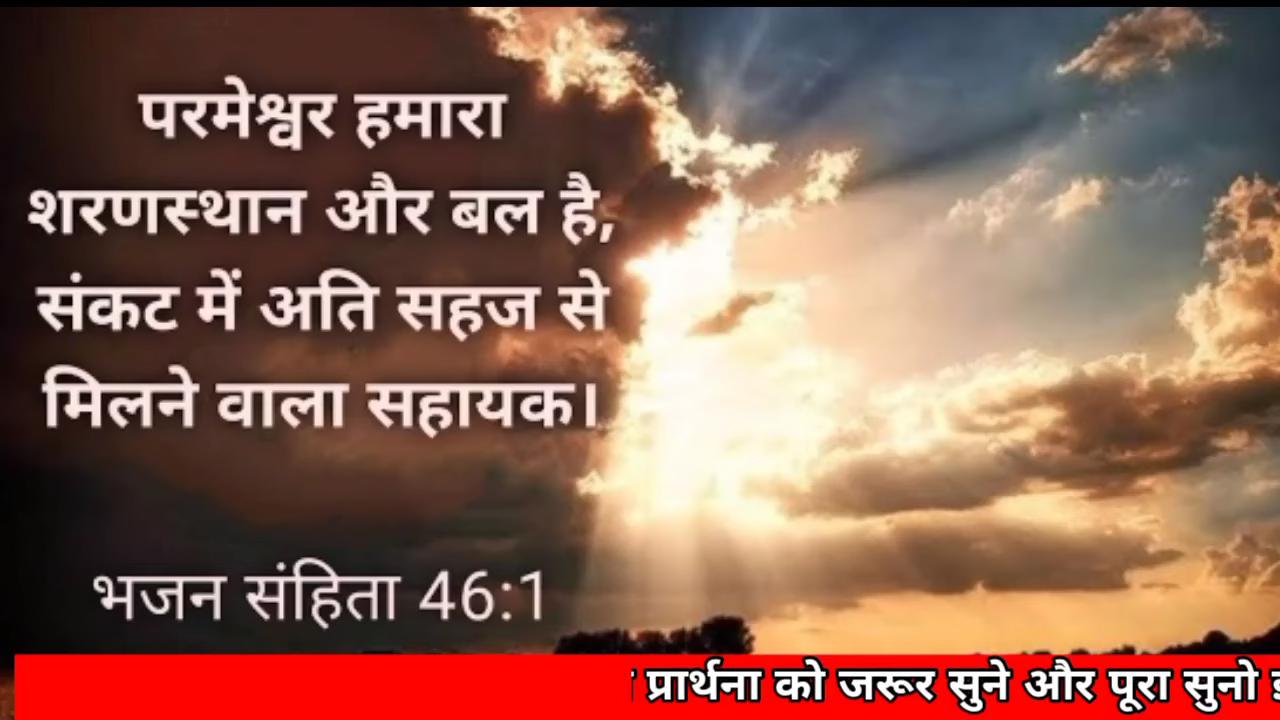 परमेश्वर हमारा
शरणस्थान और बल है,
संकट में अति सहज से
मिलने वाला सहायक।
भजन संहिता 46:1
प्रार्थना को जरूर सुने और पूरा सुनो